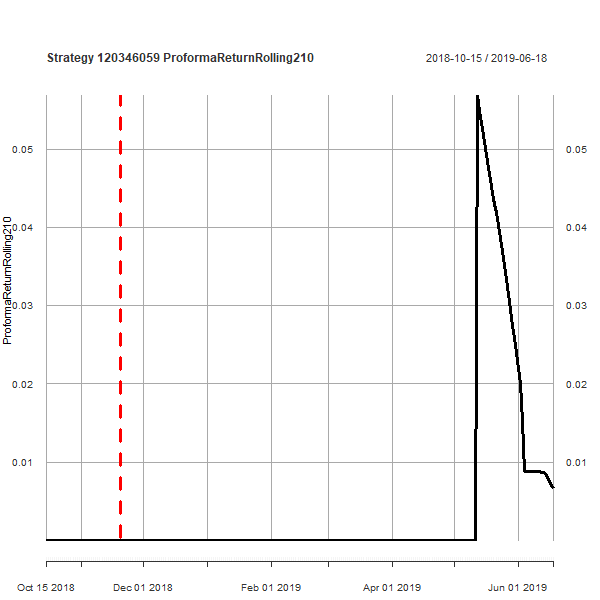 Strategy 120346059 ProformaReturnRolling210
2018-10-15 / 2019-06-18
ProformaReturnRolling210
0.05
0.04
0.03
0.02
0.01
0.05
0.04
0.03
0.02
0.01
Oct 15 2018
Dec 01 2018
Feb 01 2019
Apr 01 2019
Jun 01 2019